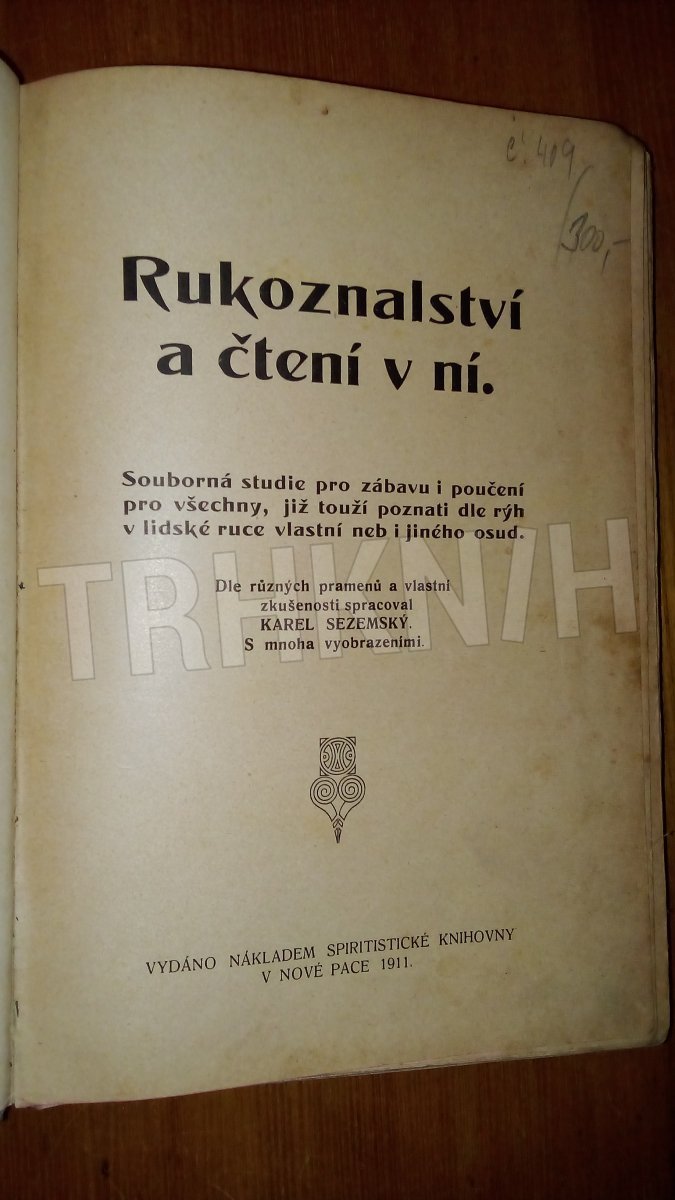 č. 409
300,-
Rukoznalství
a čtení v ní.
Souborná studie pro zábavu i poučení
pro všechny, již touží poznati dle rýh
v lidské ruce vlastní neb i jiného osud.
TRHKNIH
Dle různých pramenů a vlastní
zkušenosti spracoval
KAREL SEZEMSKÝ.
S mnoha vyobrazeními.
VYDÁNO NÁKLADEM SPIRITISTICKÉ KNIHOVNY
V NOVÉ PACE 1911.